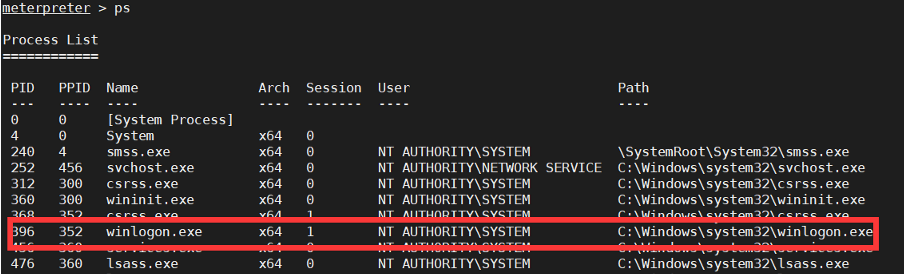 meterpreter > ps
Process List
============
PID PPID Name Arch Session User Path
--- ---- ---- ---- ------- ---- ----
0 0 [System Process]
4 0 System x64 0
240 4 smss.exe x64 0 NT AUTHORITY\SYSTEM \SystemRoot\System32\smss.exe
252 456 svchost.exe x64 0 NT AUTHORITY\NETWORK SERVICE C:\Windows\system32\svchost.exe
312 300 csrss.exe x64 0 NT AUTHORITY\SYSTEM C:\Windows\system32\csrss.exe
360 300 wininit.exe x64 0 NT AUTHORITY\SYSTEM C:\Windows\system32\wininit.exe
368 352 csrss.exe x64 1 NT AUTHORITY\SYSTEM C:\Windows\system32\csrss.exe
396 352 winlogon.exe x64 1 NT AUTHORITY\SYSTEM C:\Windows\system32\winlogon.exe
456 360 services.exe x64 0 NT AUTHORITY\SYSTEM C:\Windows\system32\services.exe
476 360 lsass.exe x64 0 NT AUTHORITY\SYSTEM C:\Windows\system32\lsass.exe